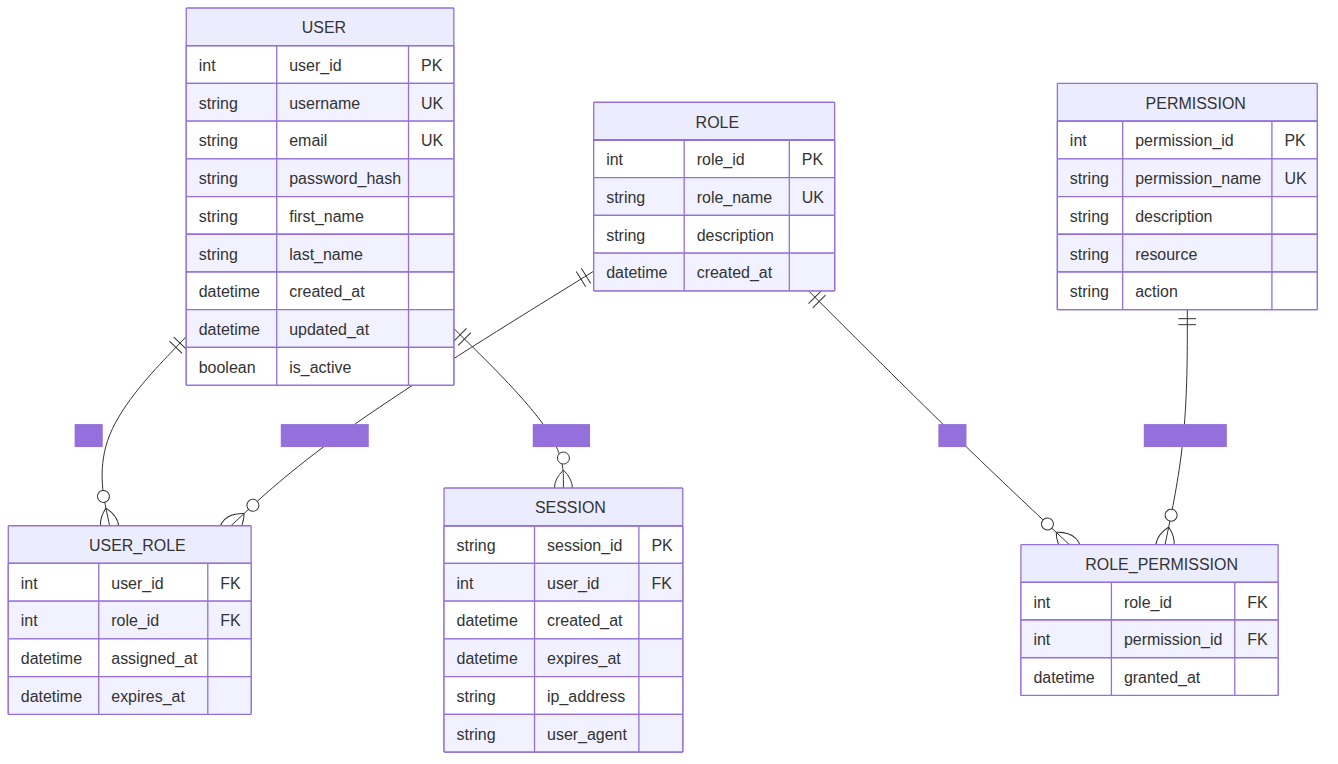 USER
int user_id PK
string username UK
string email UK
string password_hash
string first_name
string last_name
datetime created_at
datetime updated_at
boolean is_active
ROLE
int role_id PK
string role_name UK
string description
datetime created_at
PERMISSION
int permission_id PK
string permission_name UK
string description
string resource
string action
USER_ROLE
int user_id FK
int role_id FK
datetime assigned_at
datetime expires_at
SESSION
string session_id PK
int user_id FK
datetime created_at
datetime expires_at
string ip_address
string user_agent
ROLE_PERMISSION
int role_id FK
int permission_id FK
datetime granted_at